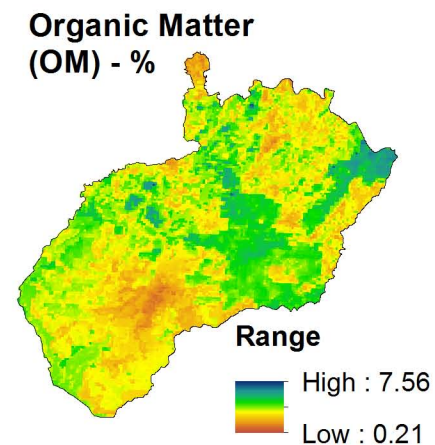 Organic Matter
(OM) - %
Range
High : 7.56
Low : 0.21